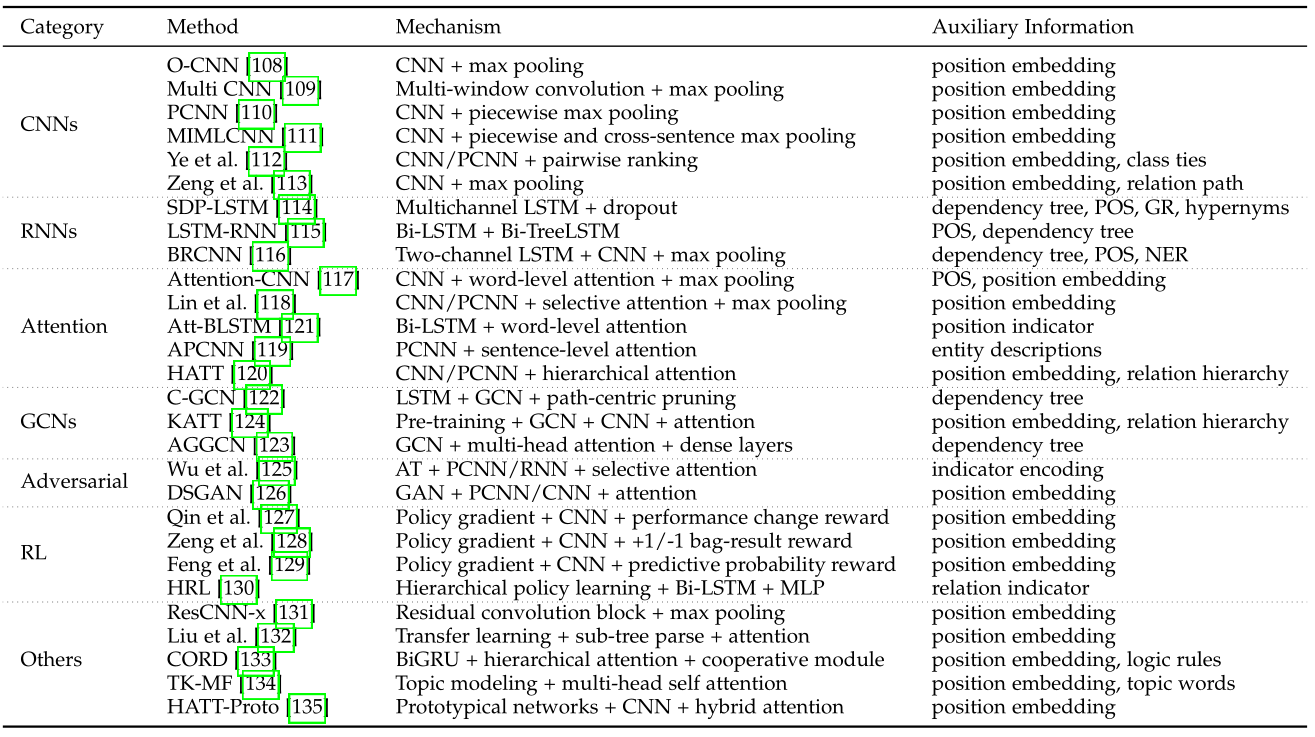 Category Method Mechanism Auxiliary Information
O-CNN [108] CNN + max pooling position embedding
Multi CNN [109] Multi-window convolution + max pooling position embedding
CNNs PCNN [110] CNN + piecewise max pooling position embedding
MIMLCNN [111] CNN + piecewise and cross-sentence max pooling position embedding
Ye et al. [112] CNN/PCNN + pairwise ranking position embedding, class ties
Zeng et al. [113] CNN + max pooling position embedding, relation path
SDP-LSTM [114] Multichannel LSTM + dropout dependency tree, POS, GR, hypernyms
RNNs LSTM-RNN [115] Bi-LSTM + Bi-TreeLSTM POS, dependency tree
BRCNN [116] Two-channel LSTM + CNN + max pooling dependency tree, POS, NER
Attention-CNN [117] CNN + word-level attention + max pooling POS, position embedding
Lin et al. [118] CNN/PCNN + selective attention + max pooling position embedding
Attention Att-BLSTM [121] Bi-LSTM + word-level attention position indicator
APCNN [119] PCNN + sentence-level attention entity descriptions
HATT [120] CNN/PCNN + hierarchical attention position embedding, relation hierarchy
C-GCN [122] LSTM + GCN + path-centric pruning dependency tree
GCNs KATT [124] Pre-training + GCN + CNN + attention position embedding, relation hierarchy
AGGCN [123] GCN + multi-head attention + dense layers dependency tree
Adversarial Wu et al. [125] AT + PCNN/RNN + selective attention indicator encoding
DSGAN [126] GAN + PCNN/CNN + attention position embedding
Qin et al. [127] Policy gradient + CNN + performance change reward position embedding
RL Zeng et al. [128] Policy gradient + CNN + +1/-1 bag-result reward position embedding
Feng et al. [129] Policy gradient + CNN + predictive probability reward position embedding
HRL [130] Hierarchical policy learning + Bi-LSTM + MLP relation indicator
ResCNN-x [131] Residual convolution block + max pooling position embedding
Liu et al. [132] Transfer learning + sub-tree parse + attention position embedding
Others CORD [133] BiGRU + hierarchical attention + cooperative module position embedding, logic rules
TK-MF [134] Topic modeling + multi-head self attention position embedding, topic words
HATT-Proto [135] Prototypical networks + CNN + hybrid attention position embedding